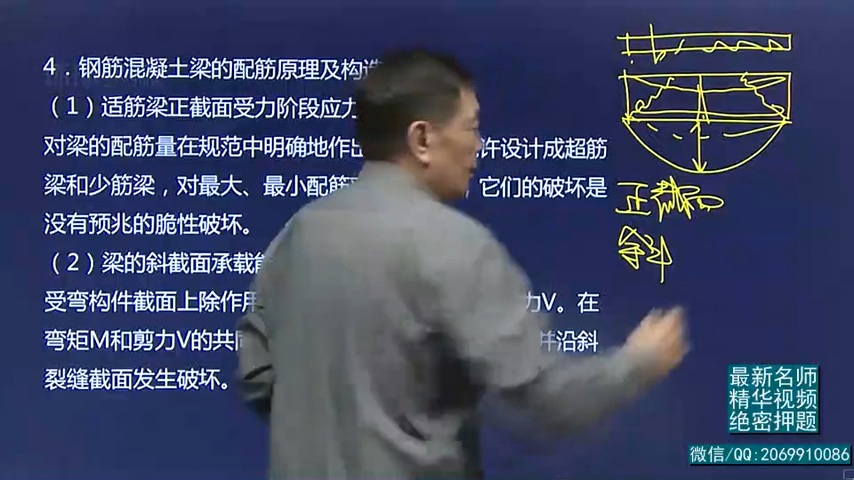 4．钢筋混凝土梁的配筋原理及构造
（1）适筋梁正截面受力阶段应力
对梁的配筋量在规范中明确地作出 许设计成超筋
梁和少筋梁，对最大、最小配筋 ，它们的破坏是
没有预兆的脆性破坏。
（2）梁的斜截面承载能
受弯构件截面上除作用 力V。在
弯矩M和剪力V的共同 并沿斜
裂缝截面发生破坏。
正截面
斜
最新名师
精华视频
绝密押题
微信/QQ:2069910086